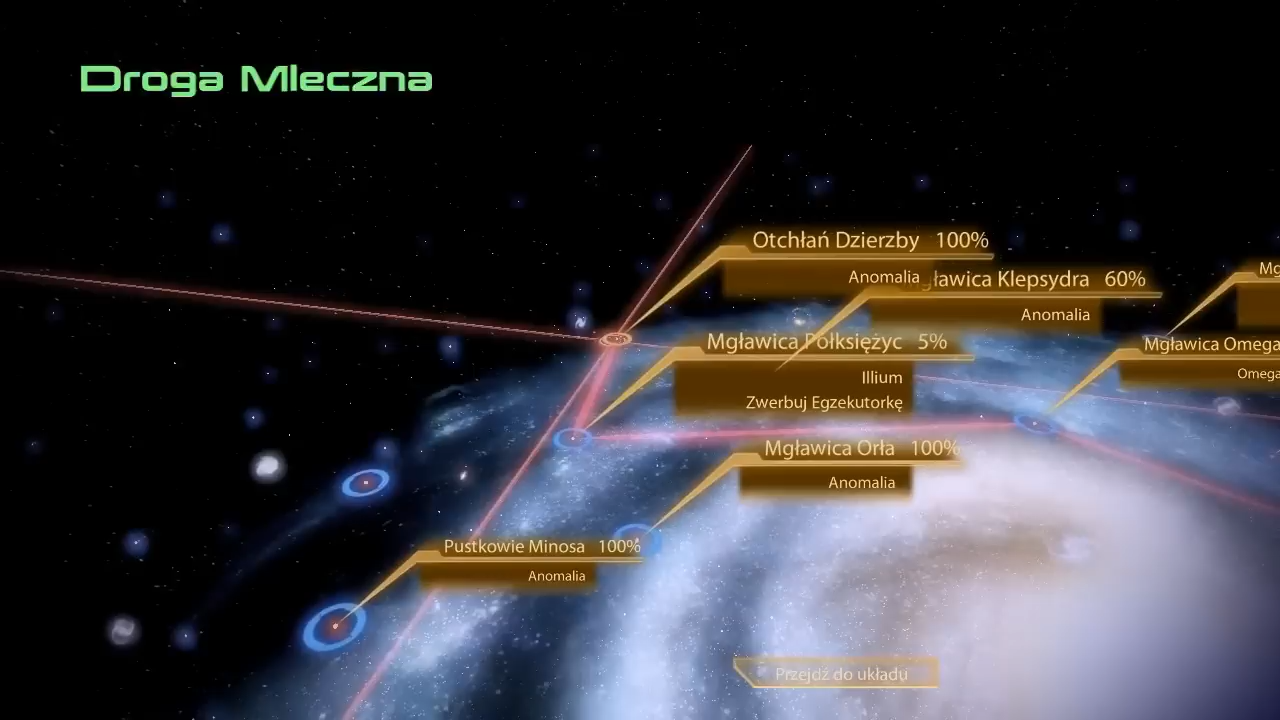 Droga Mleczna
Otchłań Dzierzby 100%
Anomalia
Klepsydra 60%
Anomalia
Mgławica Półksiężyc 5%
Illium
Zwerbuj Egzekutorkę
Mgławica Omega
Omega
Mgławica Orła 100%
Anomalia
Pustkowie Minosa 100%
Anomalia
Przejdź do układu